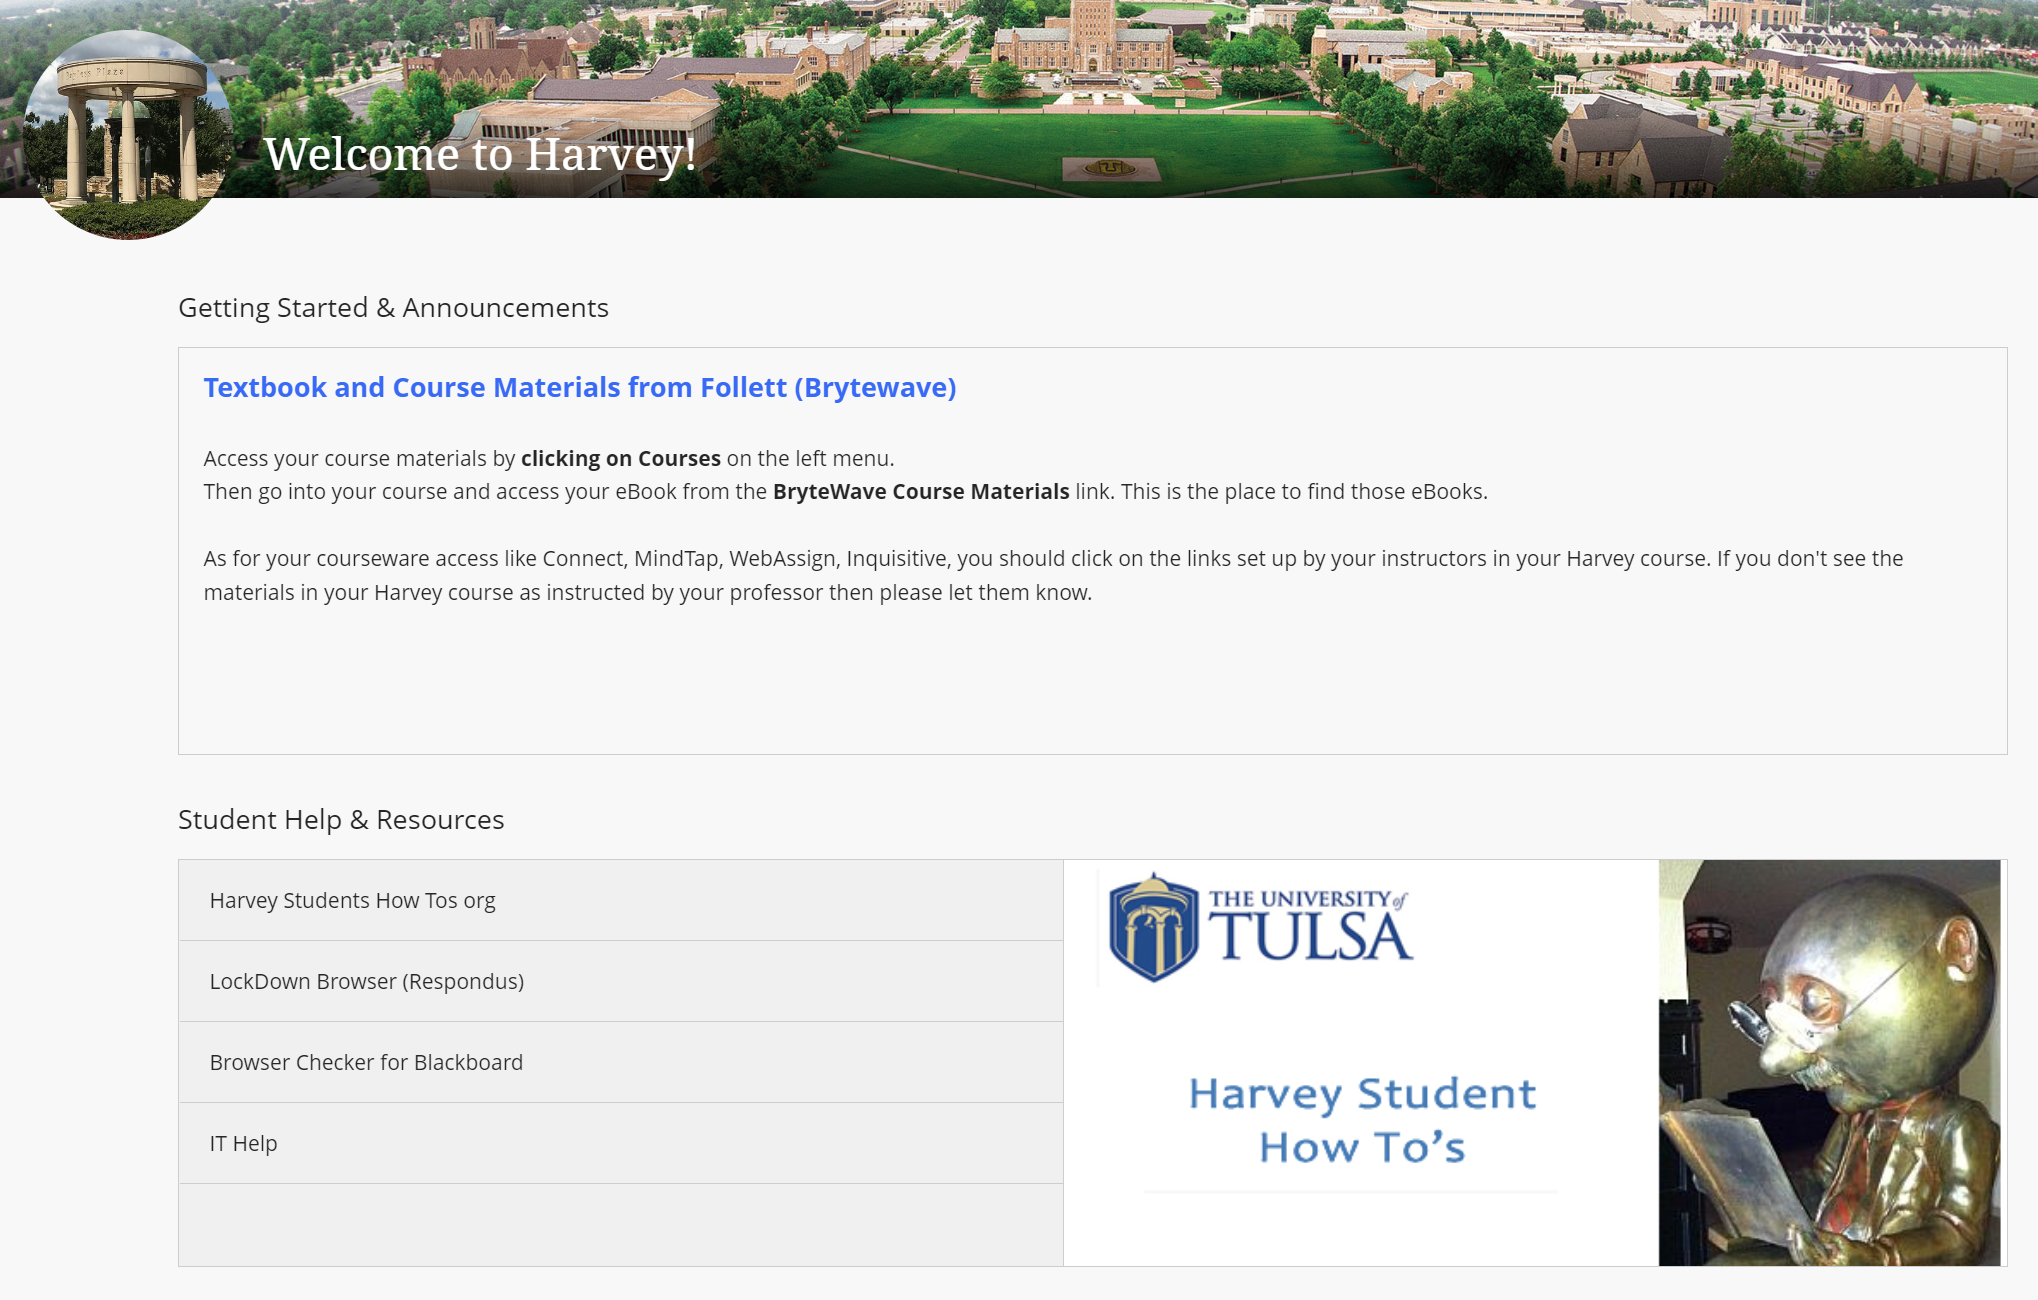 Welcome to Harvey!
Getting Started & Announcements
Textbook and Course Materials from Follett (Brytewave)
Access your course materials by clicking on Courses on the left menu.
Then go into your course and access your eBook from the BryteWave Course Materials link. This is the place to find those eBooks.
As for your courseware access like Connect, MindTap, WebAssign, Inquisitive, you should click on the links set up by your instructors in your Harvey course. If you don't see the
materials in your Harvey course as instructed by your professor then please let them know.
Student Help & Resources
Harvey Students How Tos org
LockDown Browser (Respondus)
Browser Checker for Blackboard
IT Help
THE UNIVERSITY of
TULSA
Harvey Student
How To’s